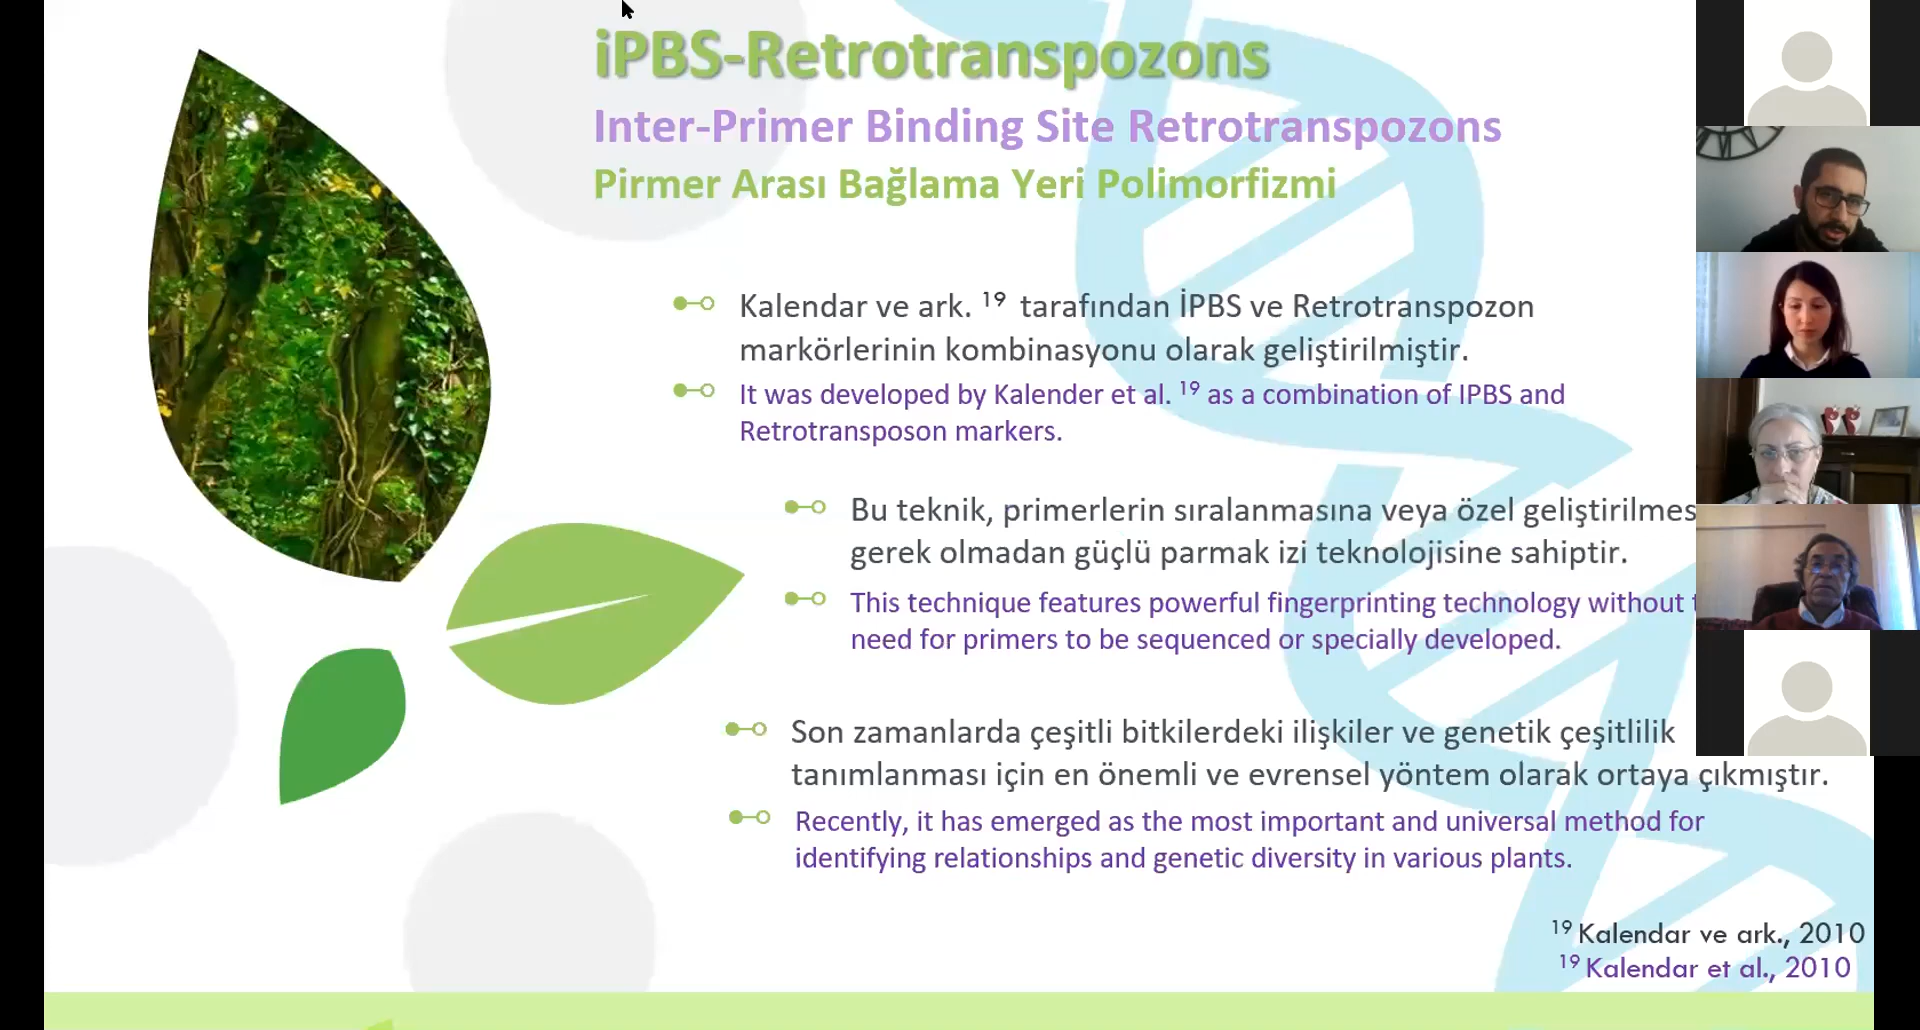 iPBS-Retrotranspozons
Inter-Primer Binding Site Retrotranspozons
Pirmer Arası Bağlama Yeri Polimorfizmi
Kalendar ve ark. 19 tarafından İPBS ve Retrotranspozon
markörlerinin kombinasyonu olarak geliştirilmiştir.
It was developed by Kalender et al. 19 as a combination of IPBS and
Retrotransposon markers.
Bu teknik, primerlerin sıralanmasına veya özel geliştirilmes
gerek olmadan güçlü parmak izi teknolojisine sahiptir.
This technique features powerful fingerprinting technology without
need for primers to be sequenced or specially developed.
Son zamanlarda çeşitli bitkilerdeki ilişkiler ve genetik çeşitlilik
tanımlanması için en önemli ve evrensel yöntem olarak ortaya çıkmıştır.
Recently, it has emerged as the most important and universal method for
identifying relationships and genetic diversity in various plants.
19 Kalendar ve ark., 2010
19 Kalendar et al., 2010